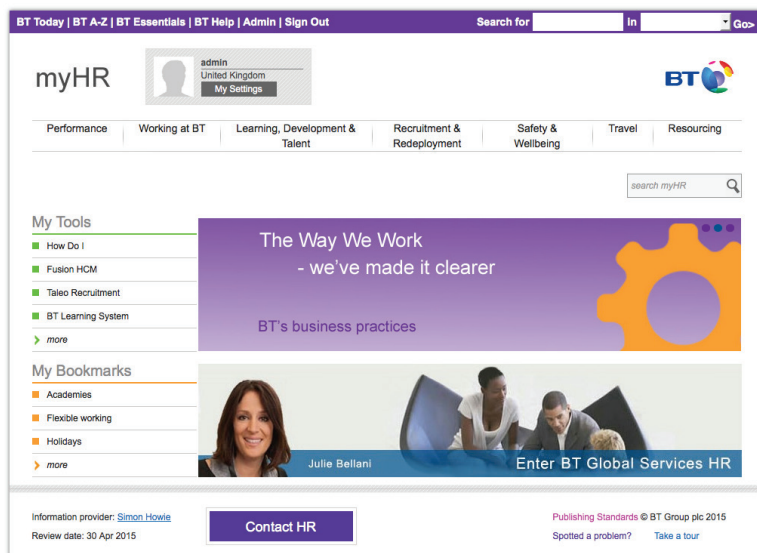 BT Today | BT A-Z | BT Essentials | BT Help | Admin | Sign Out
Search for
In
Go>
myHR
admin
United Kingdom
My Settings
BT
Performance
Working at BT
Learning, Development &
Talent
Recruitment &
Redeployment
Safety &
Wellbeing
Travel
Resourcing
search myHR
My Tools
How Do I
Fusion HCM
Taleo Recruitment
BT Learning System
more
The Way We Work
- we've made it clearer
BT's business practices
My Bookmarks
Academies
Flexible working
Holidays
more
Julie Bellani
Enter BT Global Services HR
Information provider: Simon Howie
Review date: 30 Apr 2015
Contact HR
Publishing Standards © BT Group plc 2015
Spotted a problem? Take a tour